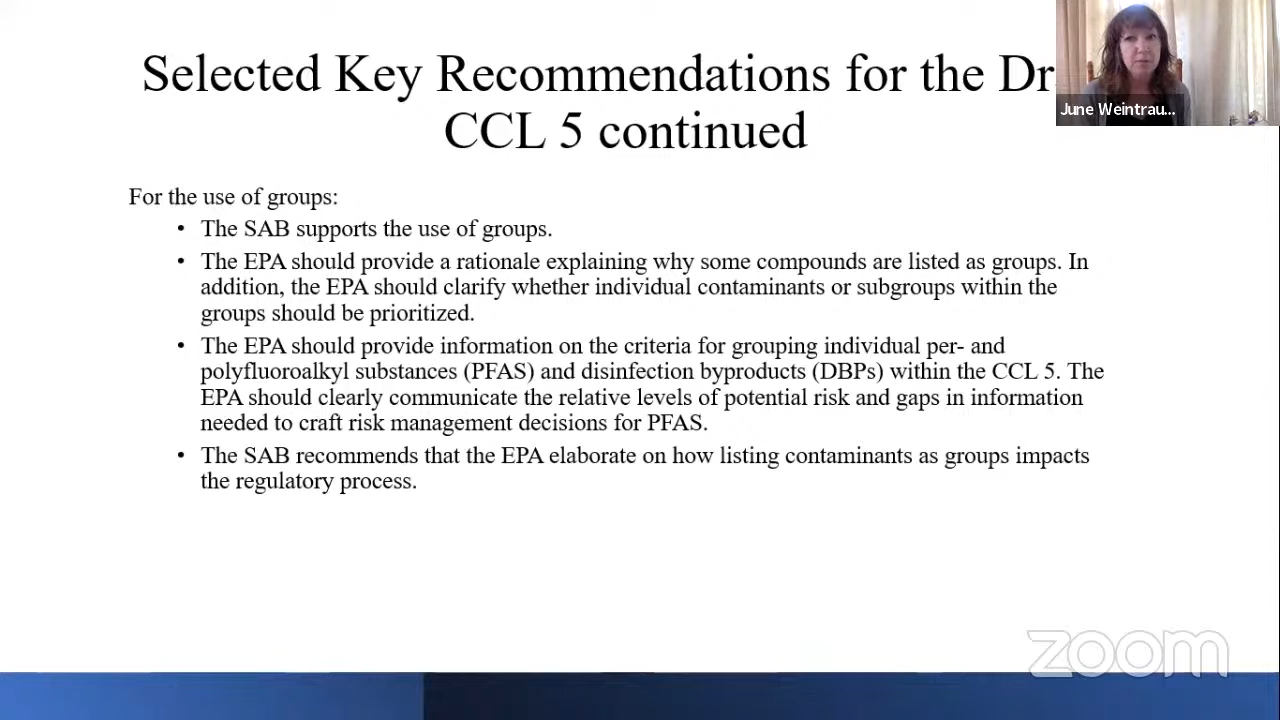 Selected Key Recommendations for the Dr
CCL 5 continued
June Weintrau...
For the use of groups:
• The SAB supports the use of groups.
• The EPA should provide a rationale explaining why some compounds are listed as groups. In
addition, the EPA should clarify whether individual contaminants or subgroups within the
groups should be prioritized.
• The EPA should provide information on the criteria for grouping individual per- and
polyfluoroalkyl substances (PFAS) and disinfection byproducts (DBPs) within the CCL 5. The
EPA should clearly communicate the relative levels of potential risk and gaps in information
needed to craft risk management decisions for PFAS.
• The SAB recommends that the EPA elaborate on how listing contaminants as groups impacts
the regulatory process.
zoom